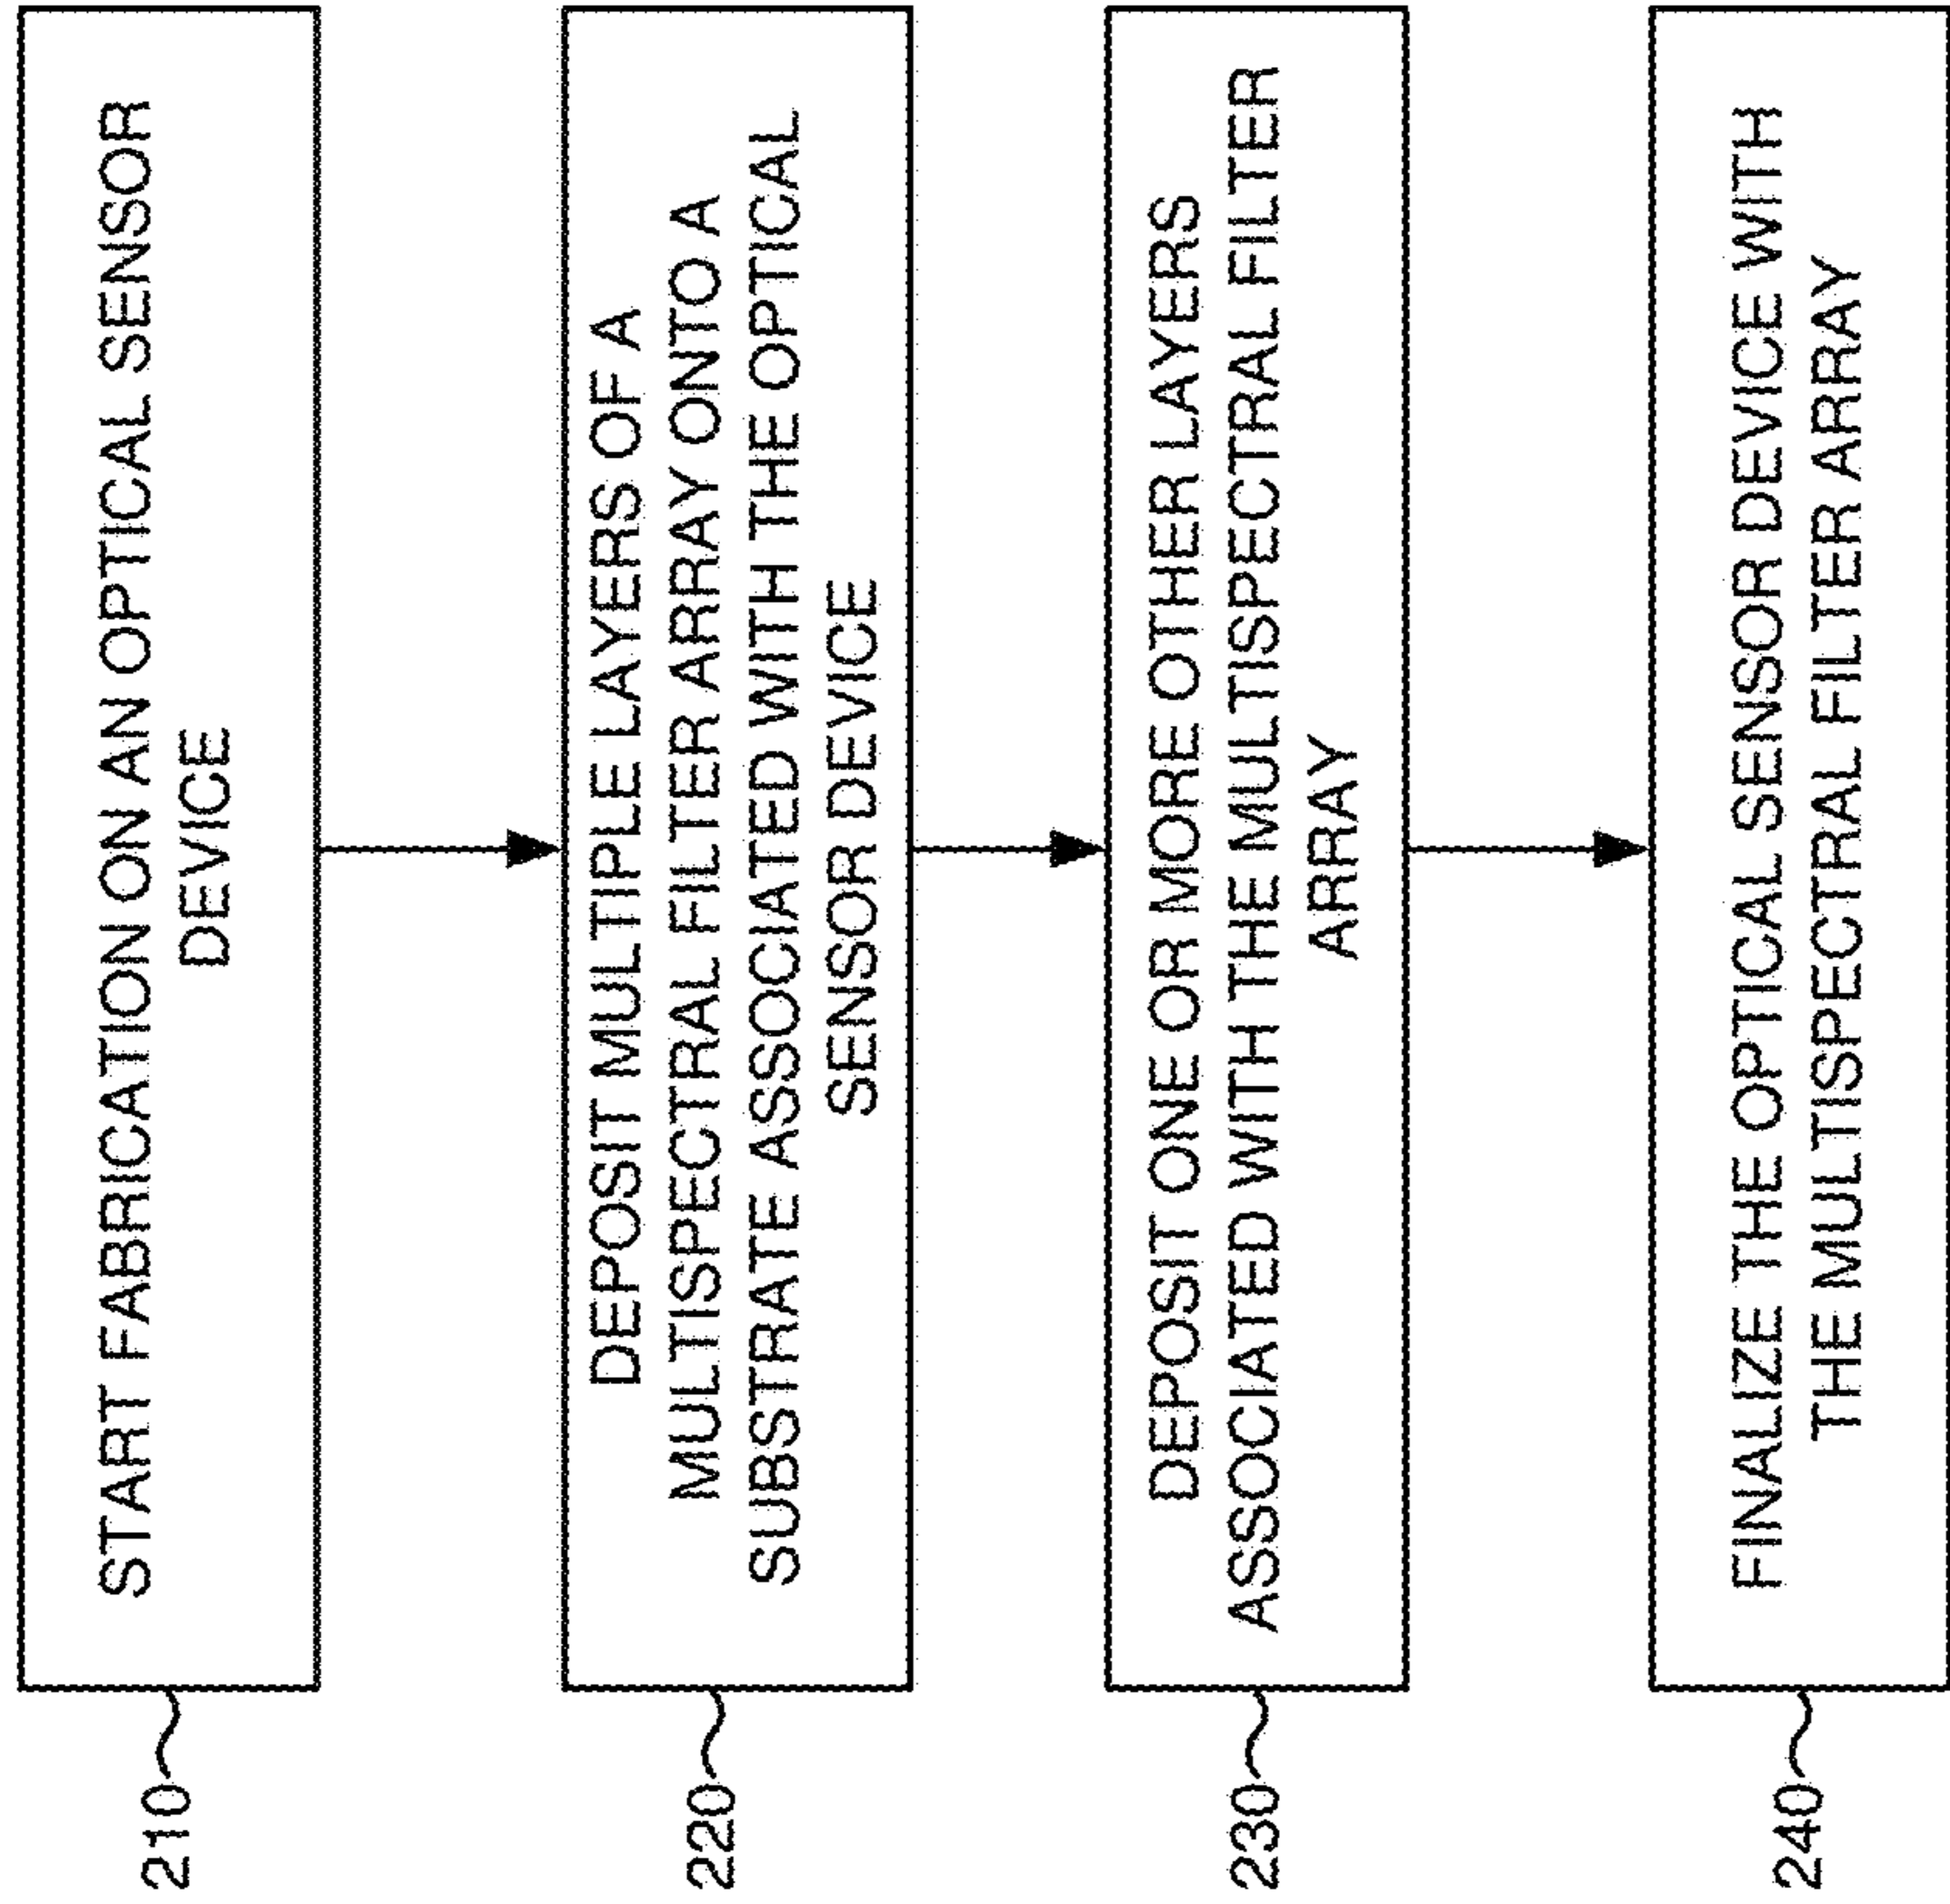 210
START FABRICATION ON AN OPTICAL SENSOR
DEVICE
220
DEPOSIT MULTIPLE LAYERS OF A
MULTISPECTRAL FILTER ARRAY ONTO A
SUBSTRATE ASSOCIATED WITH THE OPTICAL
SENSOR DEVICE
230
DEPOSIT ONE OR MORE OTHER LAYERS
ASSOCIATED WITH THE MULTISPECTRAL FILTER
ARRAY
240
FINALIZE THE OPTICAL SENSOR DEVICE WITH
THE MULTISPECTRAL FILTER ARRAY